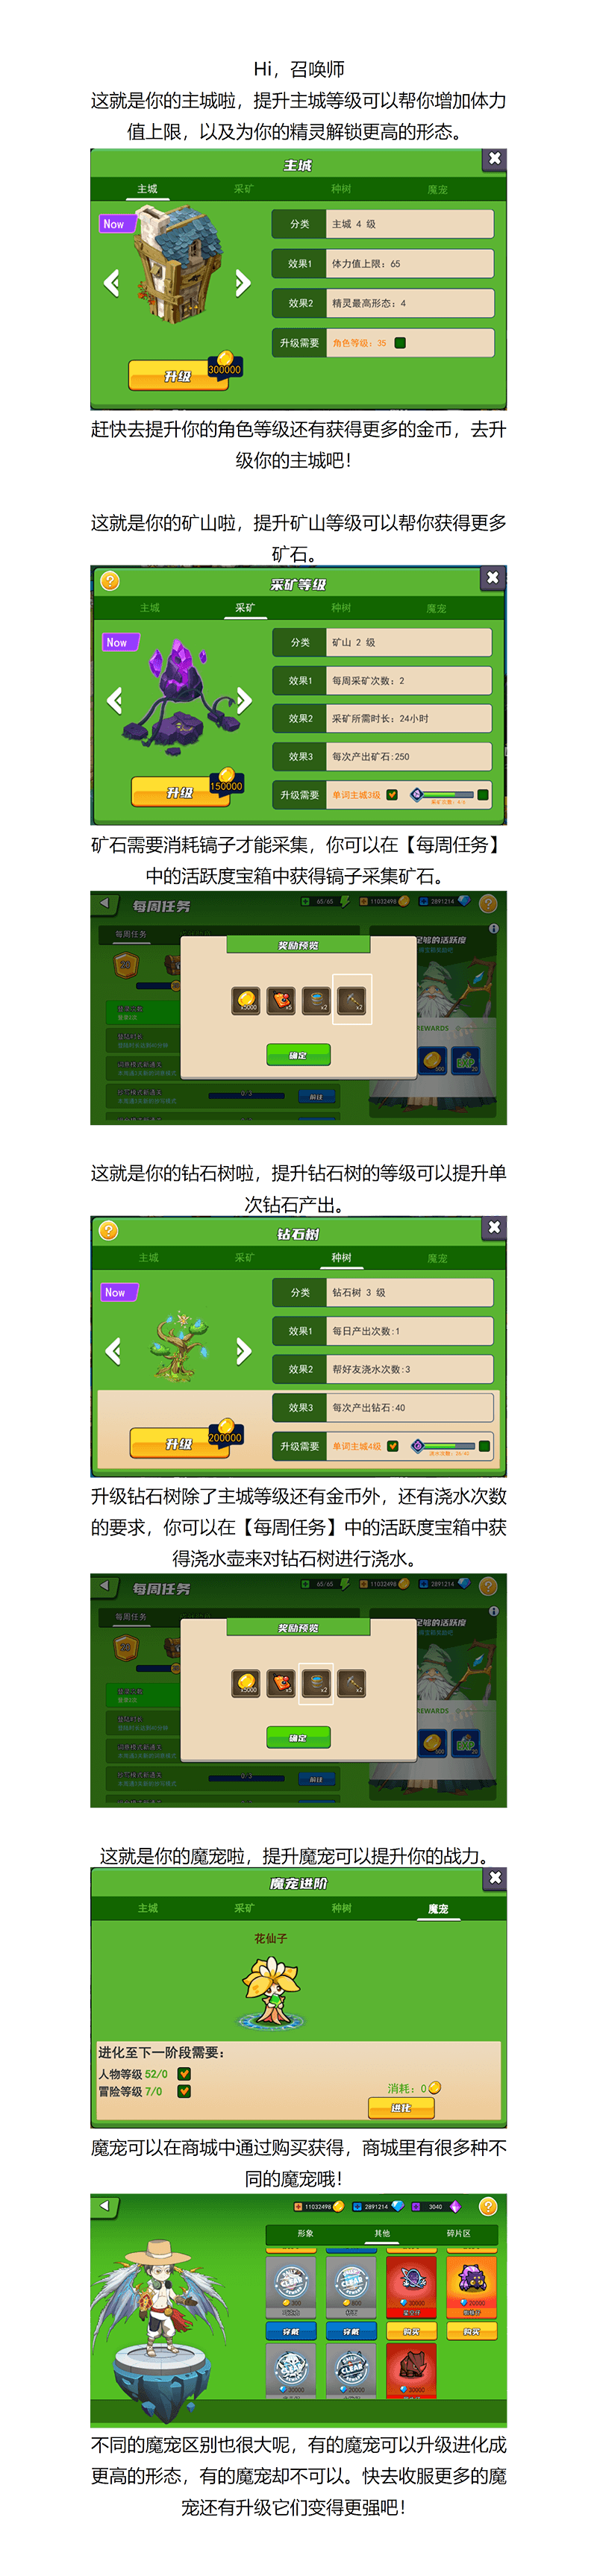 Hi，召唤师
这就是你的主城啦，提升主城等级可以帮你增加体力
值上限，以及为你的精灵解锁更高的形态。
主城
主城 采矿 种树 魔宠
Now
分类 主城 4 级
效果1 体力值上限：65
效果2 精灵最高形态：4
升级需要 角色等级：35
升级 300000
赶快去提升你的角色等级还有获得更多的金币，去升
级你的主城吧！
这就是你的矿山啦，提升矿山等级可以帮你获得更多
矿石。
采矿等级
主城 采矿 种树 魔宠
Now
分类 矿山 2 级
效果1 每周采矿次数：2
效果2 采矿所需时长：24小时
效果3 每次产出矿石:250
升级需要 单词主城3级
升级 150000
矿石需要消耗镐子才能采集，你可以在【每周任务】
中的活跃度宝箱中获得镐子采集矿石。
每周任务 65/65 11032498 2891214
每周任务
奖励预览
x5000 x5 x2 x2
确定
REWARDS
前往
这就是你的钻石树啦，提升钻石树的等级可以提升单
次钻石产出。
钻石树
主城 采矿 种树 魔宠
Now
分类 钻石树 3 级
效果1 每日产出次数:1
效果2 帮好友浇水次数:3
效果3 每次产出钻石:40
升级需要 单词主城4级
升级 200000
升级钻石树除了主城等级还有金币外，还有浇水次数
的要求，你可以在【每周任务】中的活跃度宝箱中获
得浇水壶来对钻石树进行浇水。
每周任务 65/65 11032498 2891214
每周任务
奖励预览
x5000 x5 x2 x2
确定
REWARDS
前往
这就是你的魔宠啦，提升魔宠可以提升你的战力。
魔宠进阶
主城 采矿 种树 魔宠
花仙子
进化至下一阶段需要：
人物等级 52/0
冒险等级 7/0
消耗：0
进化
魔宠可以在商城中通过购买获得，商城里有很多种不
同的魔宠哦！
11032498 2891214 3040
形象 其他 碎片区
穿戴 穿戴 购买 购买
不同的魔宠区别也很大呢，有的魔宠可以升级进化成
更高的形态，有的魔宠却不可以。快去收服更多的魔
宠还有升级它们变得更强吧！